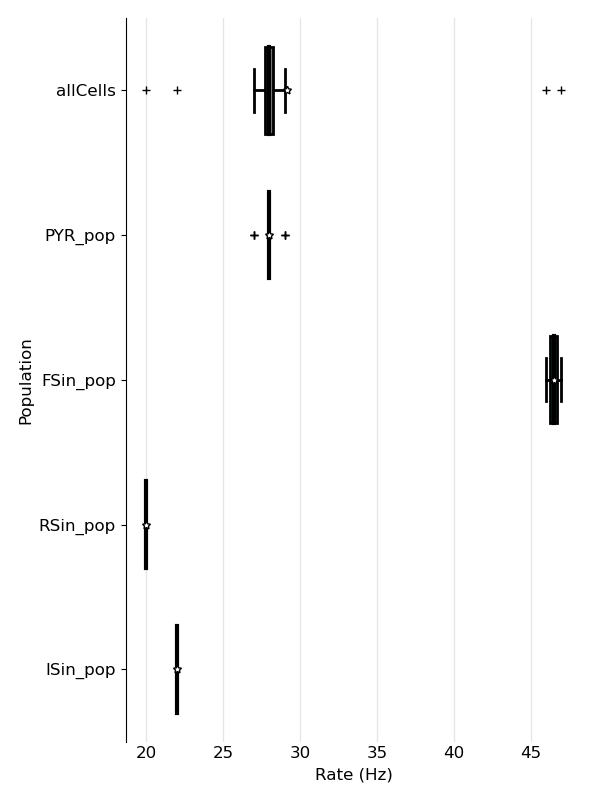 allCells
PYR_pop
FSin_pop
RSin_pop
ISin_pop
Population
20 25 30 35 40 45
Rate (Hz)